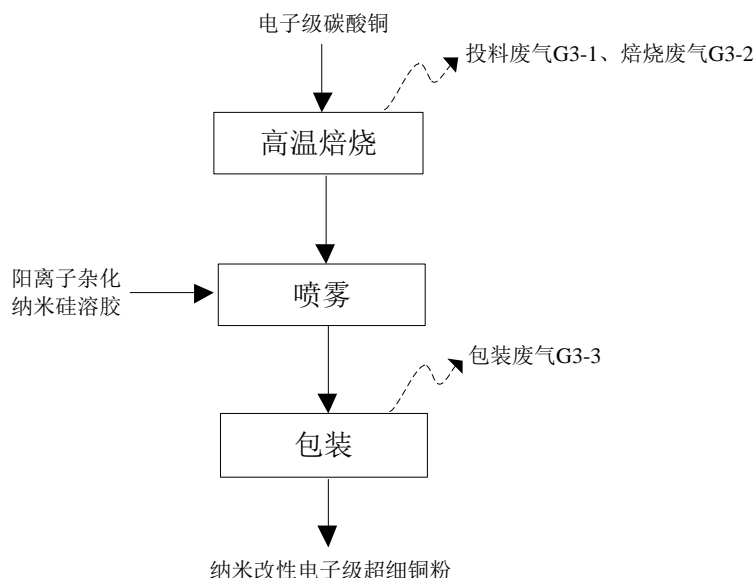 电子级碳酸铜
投料废气G3-1、焙烧废气G3-2
高温焙烧
阳离子杂化
纳米硅溶胶
喷雾
包装废气G3-3
包装
纳米改性电子级超细铜粉